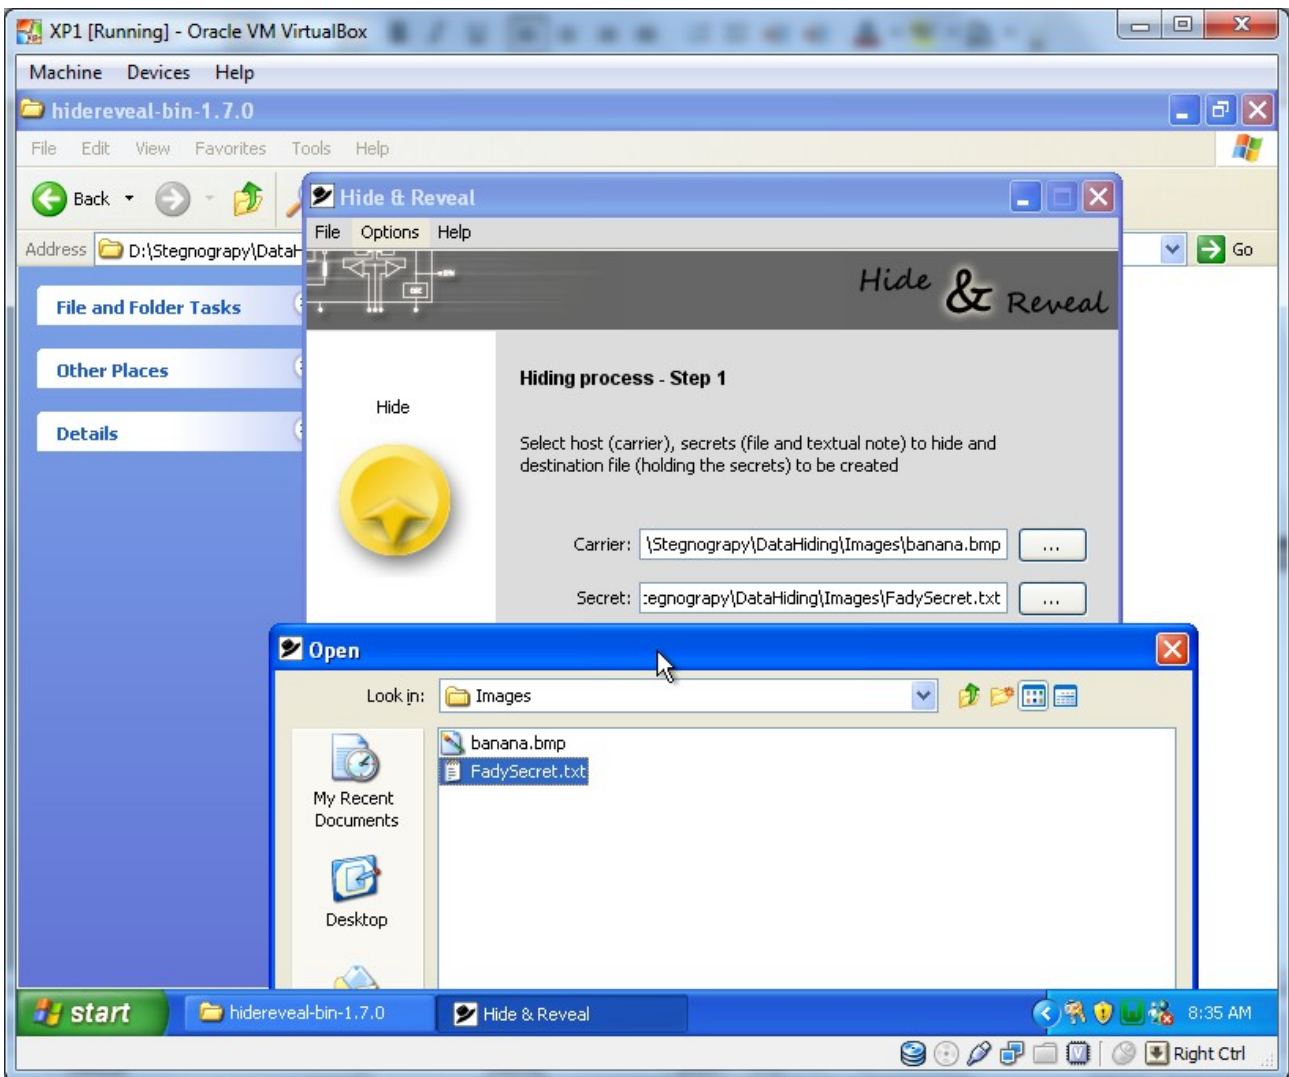 XP1 [Running] - Oracle VM VirtualBox
Machine Devices Help
hidereveal-bin-1.7.0
File Edit View Favorites Tools Help
Back
Address D:\Stegnograpy\DataH
Go
File and Folder Tasks
Other Places
Details
Hide & Reveal
File Options Help
Hide & Reveal
Hide
Hiding process - Step 1
Select host (carrier), secrets (file and textual note) to hide and
destination file (holding the secrets) to be created
Carrier: \Stegnograpy\DataHiding\Images\banana.bmp ...
Secret: :egnograpy\DataHiding\Images\FadySecret.txt ...
Open
Look in: Images
banana.bmp
FadySecret.txt
My Recent
Documents
Desktop
start hidereveal-bin-1.7.0 Hide & Reveal 8:35 AM
Right Ctrl